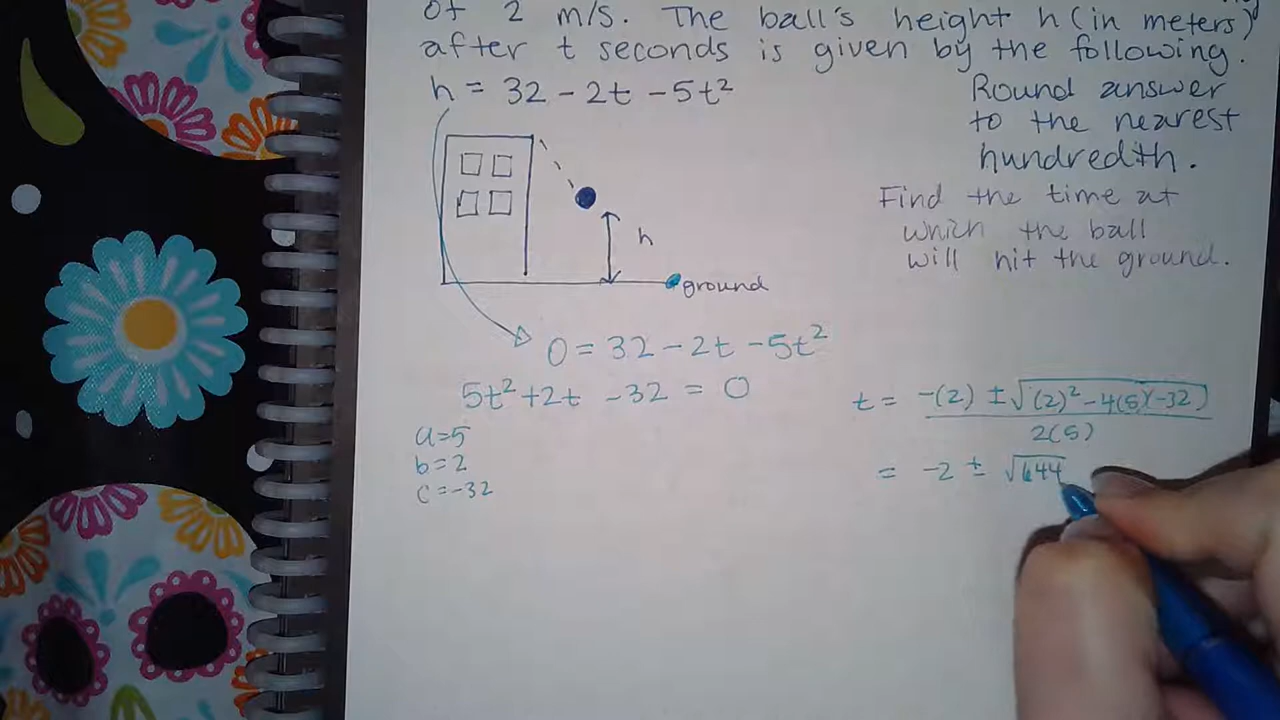 of 2 m/s. The ball's height h (in meters)
after t seconds is given by the following.
h = 32 - 2t - 5t²
Round answer
to the nearest
hundredth.
Find the time at
which the ball
will hit the ground.
h
ground
0 = 32 - 2t - 5t²
5t² + 2t - 32 = 0
a = 5
b = 2
c = -32
t = -(2) ± √(2)² - 4(5)(-32)
2(5)
= -2 ± √644